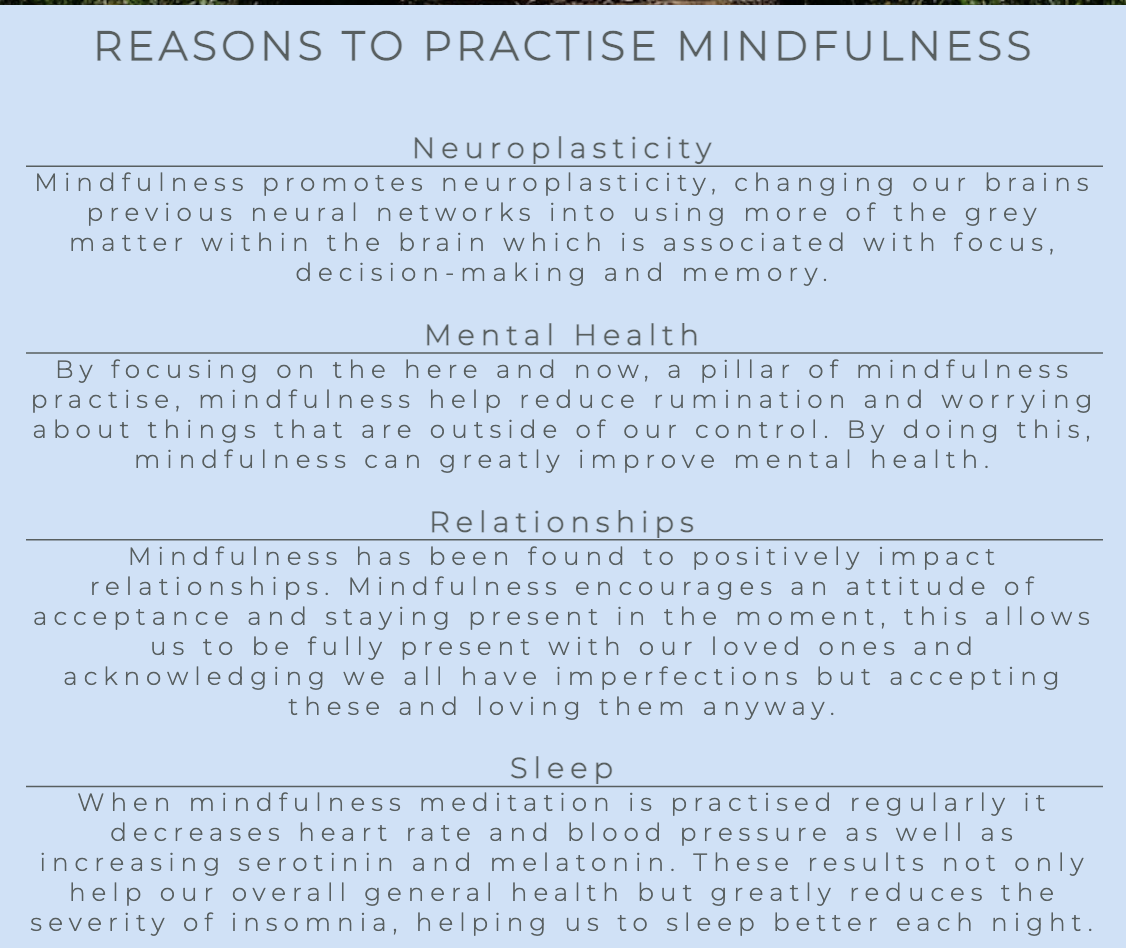 REASONS TO PRACTISE MINDFULNESS
Neuroplasticity
Mindfulness promotes neuroplasticity, changing our brains
previous neural networks into using more of the grey
matter within the brain which is associated with focus,
decision-making and memory.
Mental Health
By focusing on the here and now, a pillar of mindfulness
practise, mindfulness help reduce rumination and worrying
about things that are outside of our control. By doing this,
mindfulness can greatly improve mental health.
Relationships
Mindfulness has been found to positively impact
relationships. Mindfulness encourages an attitude of
acceptance and staying present in the moment, this allows
us to be fully present with our loved ones and
acknowledging we all have imperfections but accepting
these and loving them anyway.
Sleep
When mindfulness meditation is practised regularly it
decreases heart rate and blood pressure as well as
increasing serotinin and melatonin. These results not only
help our overall general health but greatly reduces the
severity of insomnia, helping us to sleep better each night.